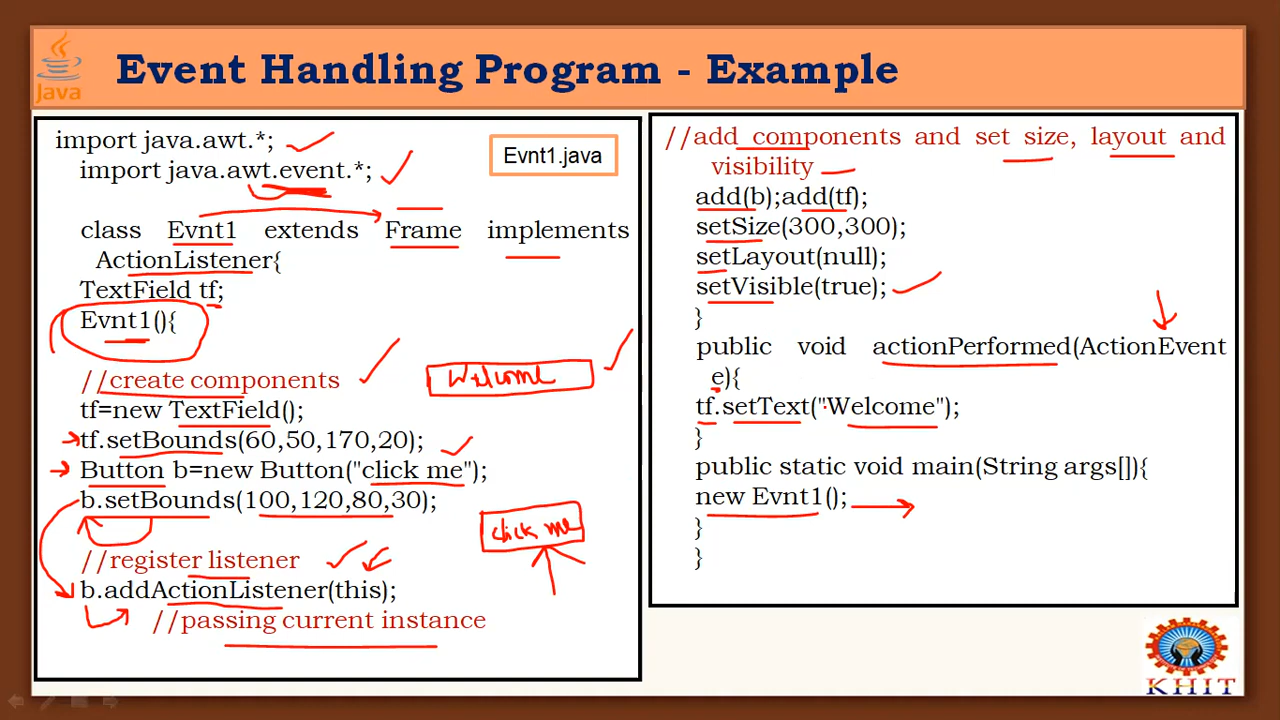 Event Handling Program - Example
Java
import java.awt.*;
import java.awt.event.*;
Evnt1.java
class Evnt1 extends Frame implements
ActionListener{
TextField tf;
Evnt1(){
//create components
Welcome
tf=new TextField();
tf.setBounds(60,50,170,20);
Button b=new Button("click me");
b.setBounds(100,120,80,30);
click me
//register listener
b.addActionListener(this);
//passing current instance
//add components and set size, layout and
visibility
add(b);add(tf);
setSize(300,300);
setLayout(null);
setVisible(true);
}
public void actionPerformed(ActionEvent
e){
tf.setText("Welcome");
}
public static void main(String args[]){
new Evnt1();
}
}
KHIT